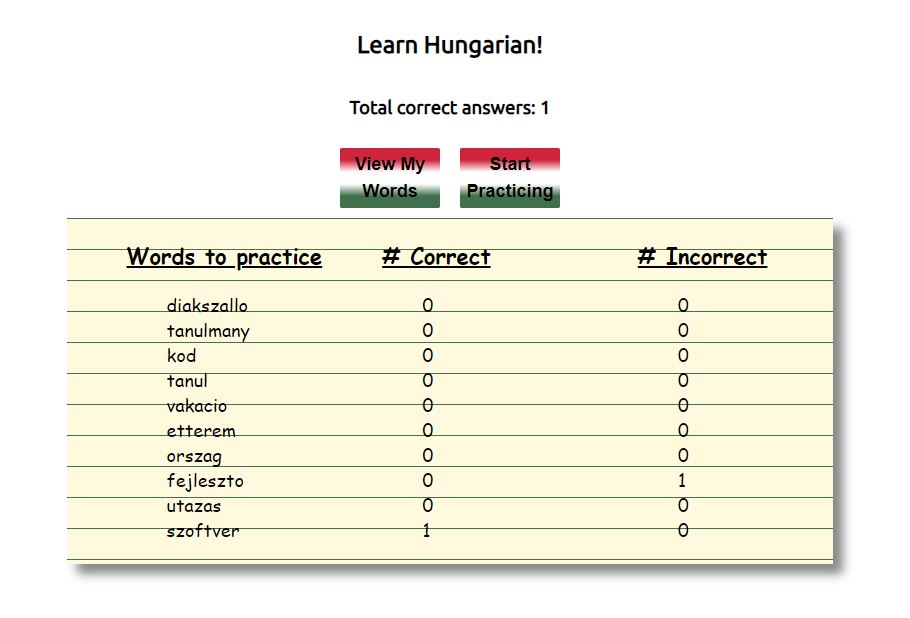 Learn Hungarian!
Total correct answers: 1
View My
Words
Start
Practicing
Words to practice # Correct # Incorrect
diakszallo 0 0
tanulmany 0 0
kod 0 0
tanul 0 0
vakacio 0 0
etterem 0 0
orszag 0 0
fejleszto 0 1
utazas 0 0
szoftver 1 0